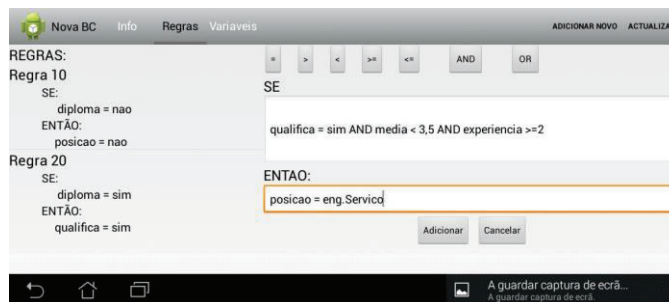 Nova BC Info Regras Variaveis ADICIONAR NOVO ACTUALIZA
REGRAS:
Regra 10
SE:
diploma = nao
ENTÃO:
posicao = nao
Regra 20
SE:
diploma = sim
ENTÃO:
qualifica = sim
= > < >= <= AND OR
SE
qualifica = sim AND media < 3,5 AND experiencia >=2
ENTAO:
posicao = eng.Servico
Adicionar Cancelar
A guardar captura de ecrã...
A guardar captura de ecrã.